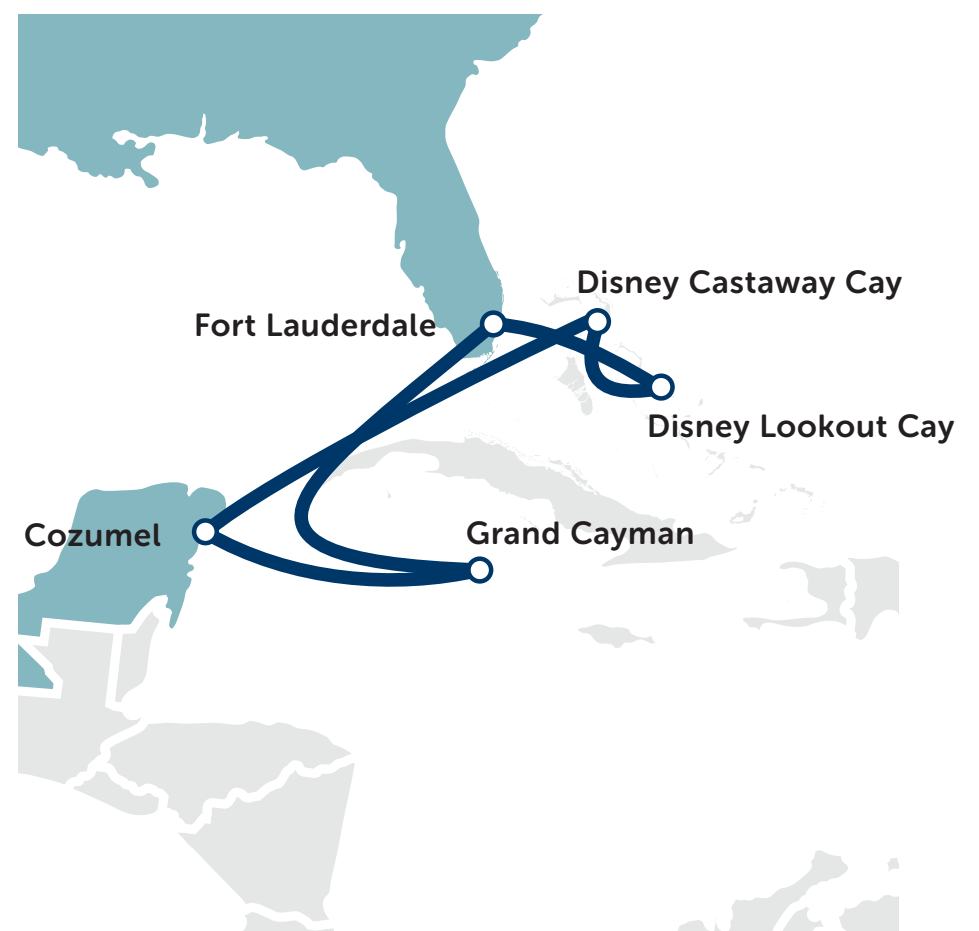 Disney Castaway Cay
Fort Lauderdale
Disney Lookout Cay
Cozumel
Grand Cayman